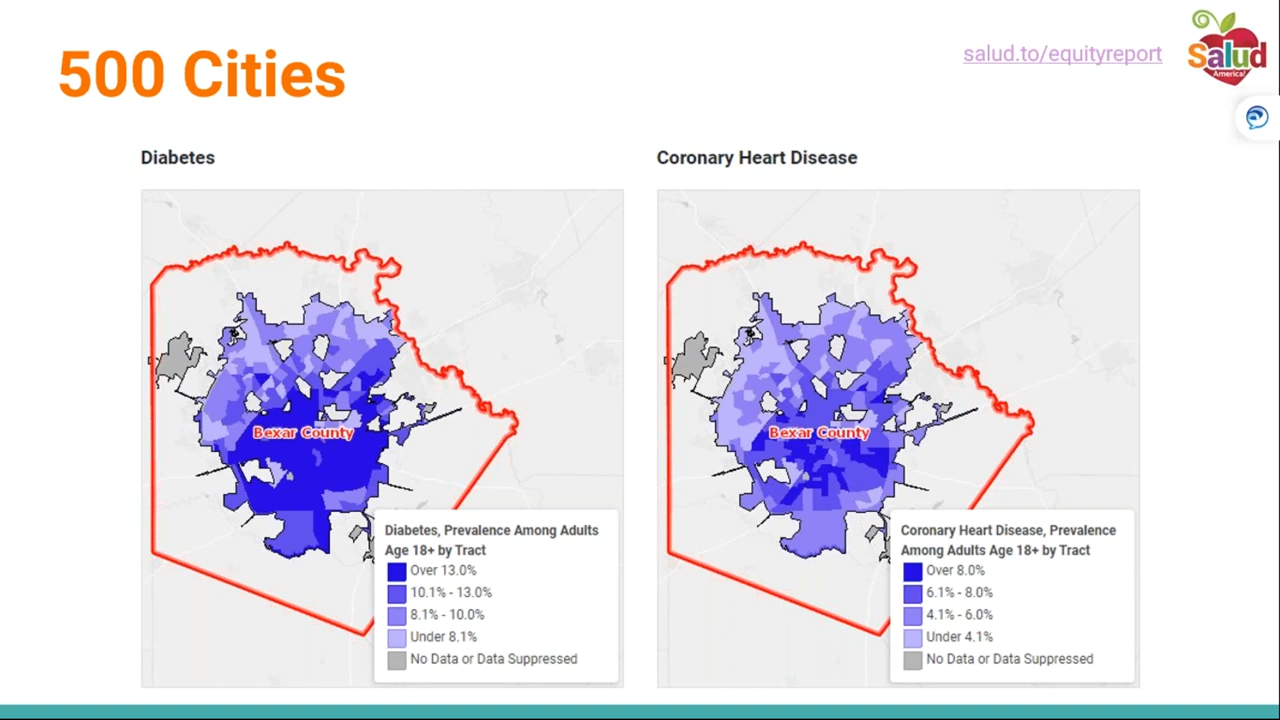 500 Cities
salud.to/equityreport
Salud
America!
Diabetes
Coronary Heart Disease
Bexar County
Diabetes, Prevalence Among Adults
Age 18+ by Tract
Over 13.0%
10.1% - 13.0%
8.1% - 10.0%
Under 8.1%
No Data or Data Suppressed
Bexar County
Coronary Heart Disease, Prevalence
Among Adults Age 18+ by Tract
Over 8.0%
6.1% - 8.0%
4.1% - 6.0%
Under 4.1%
No Data or Data Suppressed